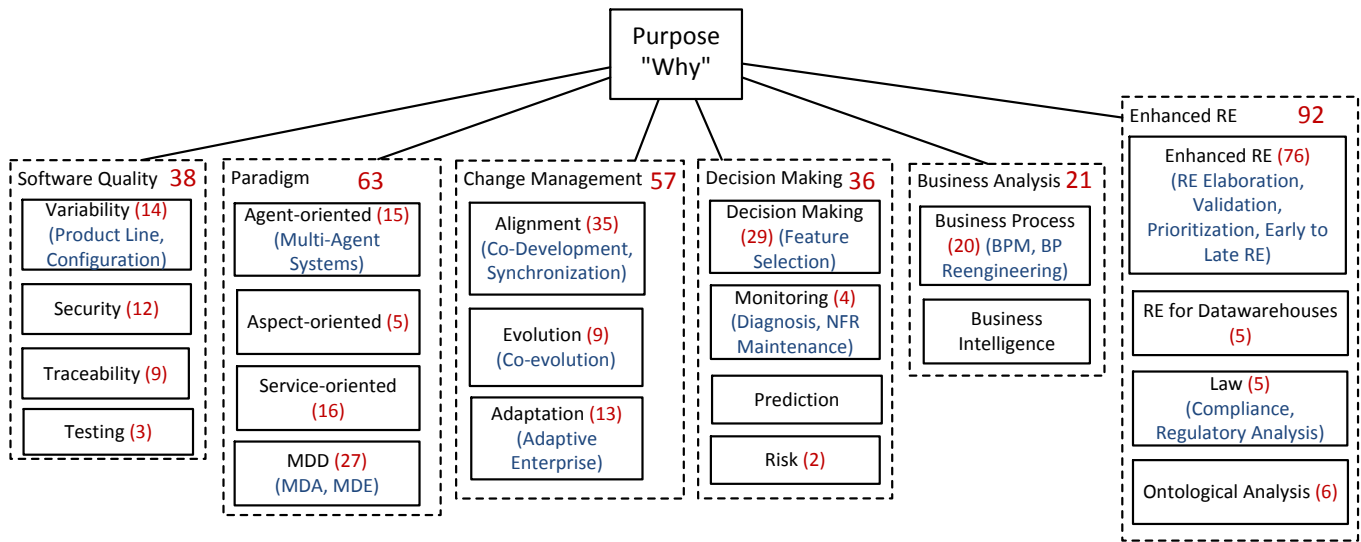 Purpose
"Why"
Software Quality 38
Variability (14)
(Product Line,
Configuration)
Security (12)
Traceability (9)
Testing (3)
Paradigm 63
Agent-oriented (15)
(Multi-Agent
Systems)
Aspect-oriented (5)
Service-oriented
(16)
MDD (27)
(MDA, MDE)
Change Management 57
Alignment (35)
(Co-Development,
Synchronization)
Evolution (9)
(Co-evolution)
Adaptation (13)
(Adaptive
Enterprise)
Decision Making 36
Decision Making
(29) (Feature
Selection)
Monitoring (4)
(Diagnosis, NFR
Maintenance)
Prediction
Risk (2)
Business Analysis 21
Business Process
(20) (BPM, BP
Reengineering)
Business
Intelligence
Enhanced RE 92
Enhanced RE (76)
(RE Elaboration,
Validation,
Prioritization, Early to
Late RE)
RE for Datawarehouses
(5)
Law (5)
(Compliance,
Regulatory Analysis)
Ontological Analysis (6)